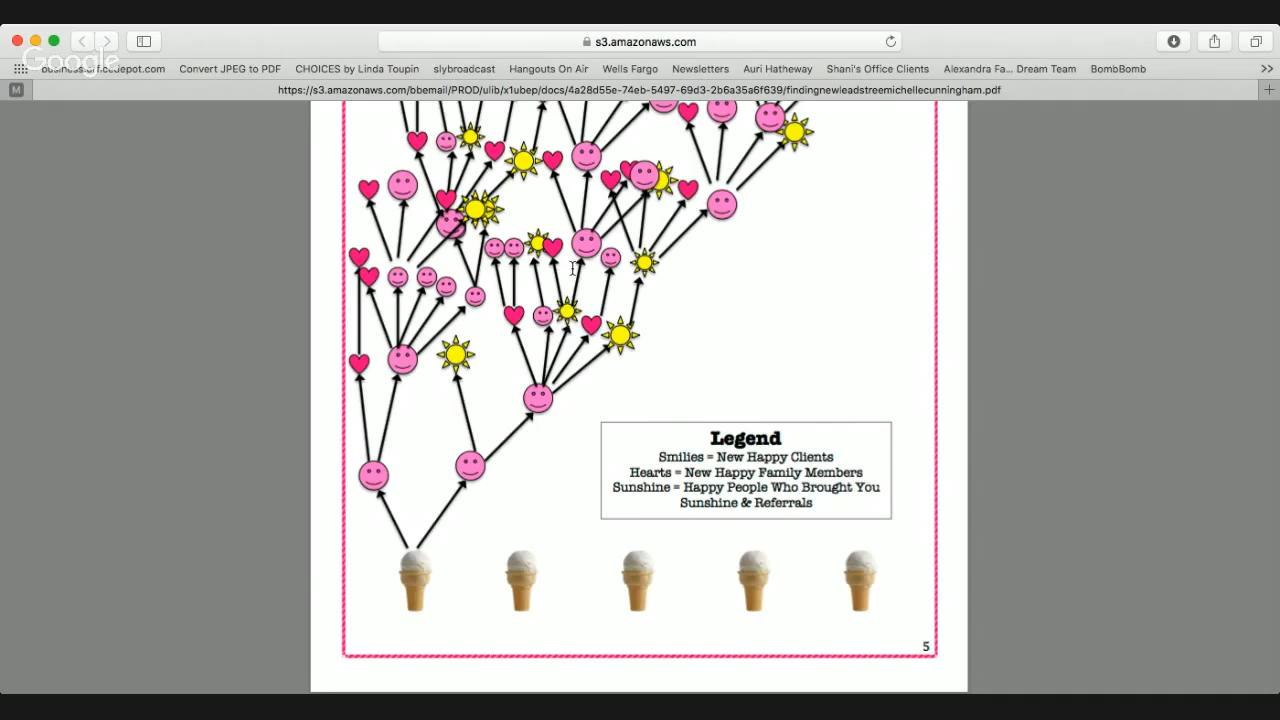 s3.amazonaws.com
Google
Convert JPEG to PDF CHOICES by Linda Toupin slybroadcast Hangouts On Air Wells Fargo Newsletters Auri Hatheway Shani's Office Clients Alexandra Fa... Dream Team BombBomb
M https://s3.amazonaws.com/bbemail/PROD/ulib/x1ubep/docs/4a28d55e-74eb-5497-69d3-2b6a35a6f639/findingnewleadstreemichellecunningham.pdf
Legend
Smilies = New Happy Clients
Hearts = New Happy Family Members
Sunshine = Happy People Who Brought You
Sunshine & Referrals
5